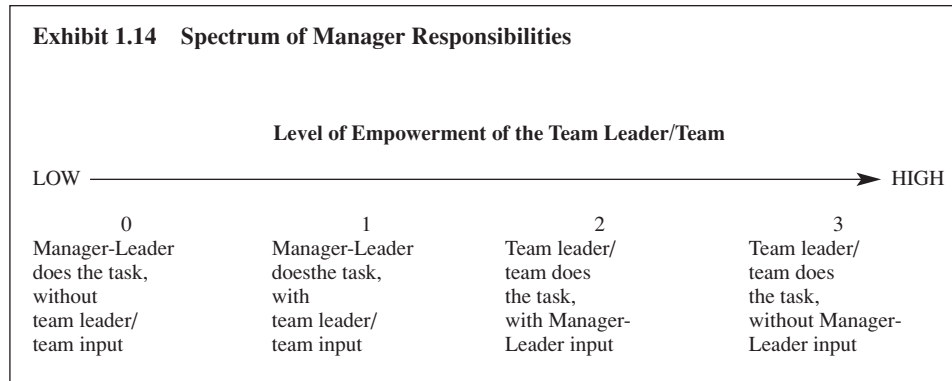 Exhibit 1.14 Spectrum of Manager Responsibilities
Level of Empowerment of the Team Leader/Team
LOW HIGH
0
Manager-Leader
does the task,
without
team leader/
team input
1
Manager-Leader
doesthe task,
with
team leader/
team input
2
Team leader/
team does
the task,
with Manager-
Leader input
3
Team leader/
team does
the task,
without Manager-
Leader input